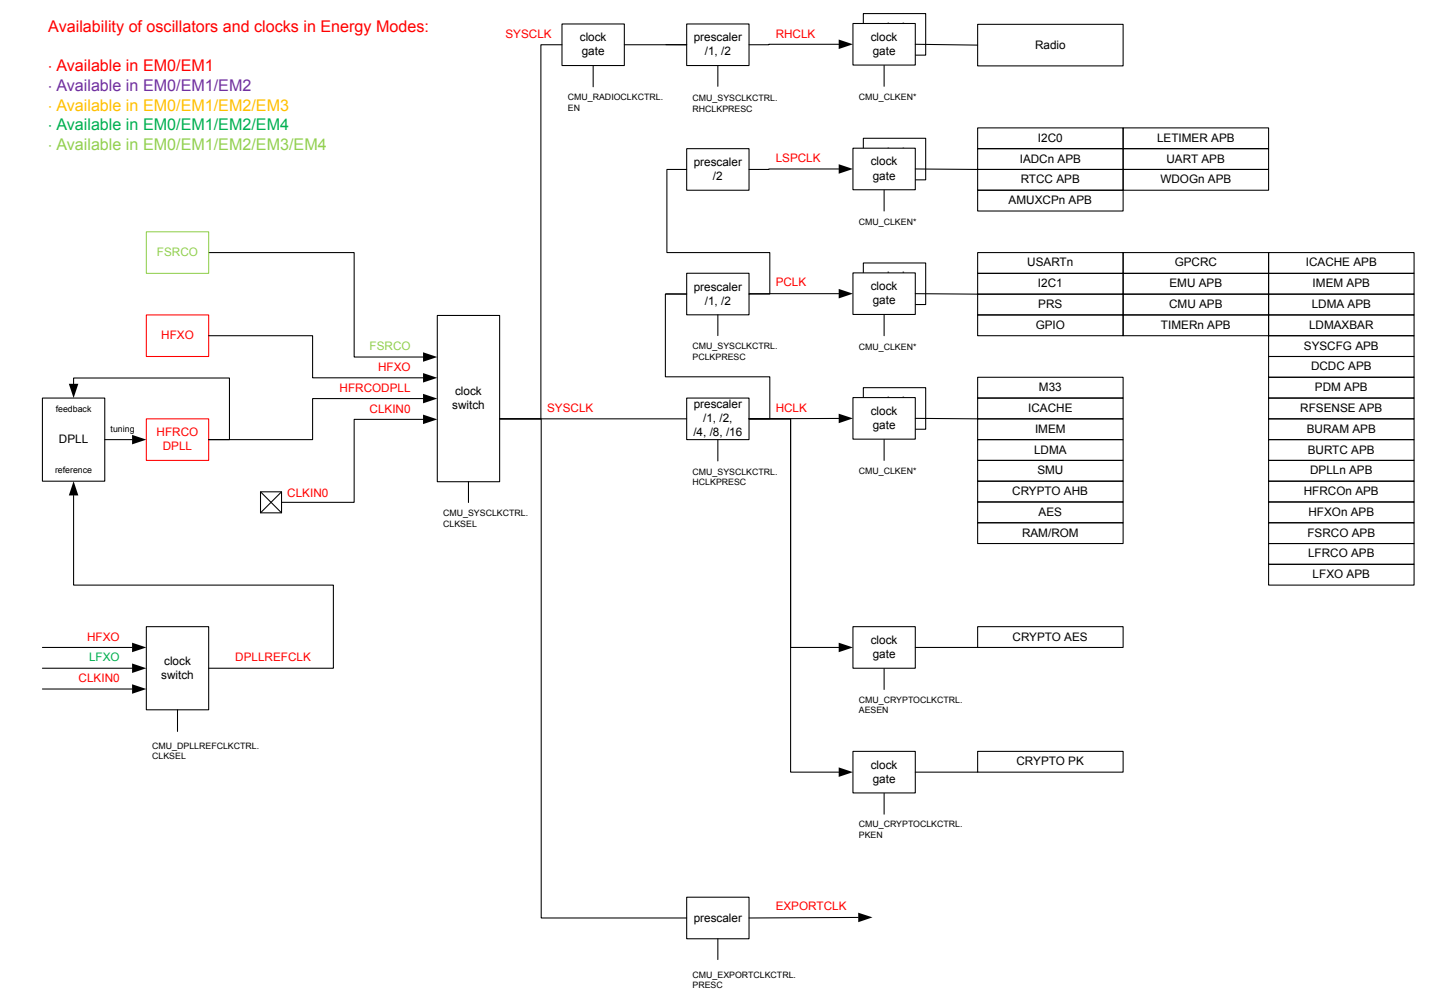 Availability of oscillators and clocks in Energy Modes:
· Available in EM0/EM1
· Available in EM0/EM1/EM2
· Available in EM0/EM1/EM2/EM3
· Available in EM0/EM1/EM2/EM4
· Available in EM0/EM1/EM2/EM3/EM4
SYSCLK
clock
gate
CMU_RADIOCLKCTRL.
EN
prescaler
/1, /2
CMU_SYSCLKCTRL.
RHCLKPRESC
RHCLK
clock
gate
CMU_CLKEN*
Radio
prescaler
/2
LSPCLK
clock
gate
CMU_CLKEN*
I2C0
LETIMER APB
IADCn APB
UART APB
RTCC APB
WDOGn APB
AMUXCPn APB
prescaler
/1, /2
CMU_SYSCLKCTRL.
PCLKPRESC
PCLK
clock
gate
CMU_CLKEN*
USARTn
GPCRC
ICACHE APB
I2C1
EMU APB
IMEM APB
PRS
CMU APB
LDMA APB
GPIO
TIMERn APB
LDMAXBAR
SYSCFG APB
DCDC APB
PDM APB
RFSENSE APB
BURAM APB
BURTC APB
DPLLn APB
HFRCOn APB
HFXOn APB
FSRCO APB
LFRCO APB
LFXO APB
FSRCO
HFXO
feedback
DPLL
reference
tuning
HFRCO
DPLL
FSRCO
HFXO
HFRCODPLL
CLKIN0
CLKIN0
clock
switch
CMU_SYSCLKCTRL.
CLKSEL
SYSCLK
prescaler
/1, /2,
/4, /8, /16
CMU_SYSCLKCTRL.
HCLKPRESC
HCLK
clock
gate
CMU_CLKEN*
M33
ICACHE
IMEM
LDMA
SMU
CRYPTO AHB
AES
RAM/ROM
HFXO
LFXO
CLKIN0
clock
switch
CMU_DPLLREFCLKCTRL.
CLKSEL
DPLLREFCLK
clock
gate
CMU_CRYPTOCLKCTRL.
AESEN
CRYPTO AES
clock
gate
CMU_CRYPTOCLKCTRL.
PKEN
CRYPTO PK
prescaler
CMU_EXPORTCLKCTRL.
PRESC
EXPORTCLK